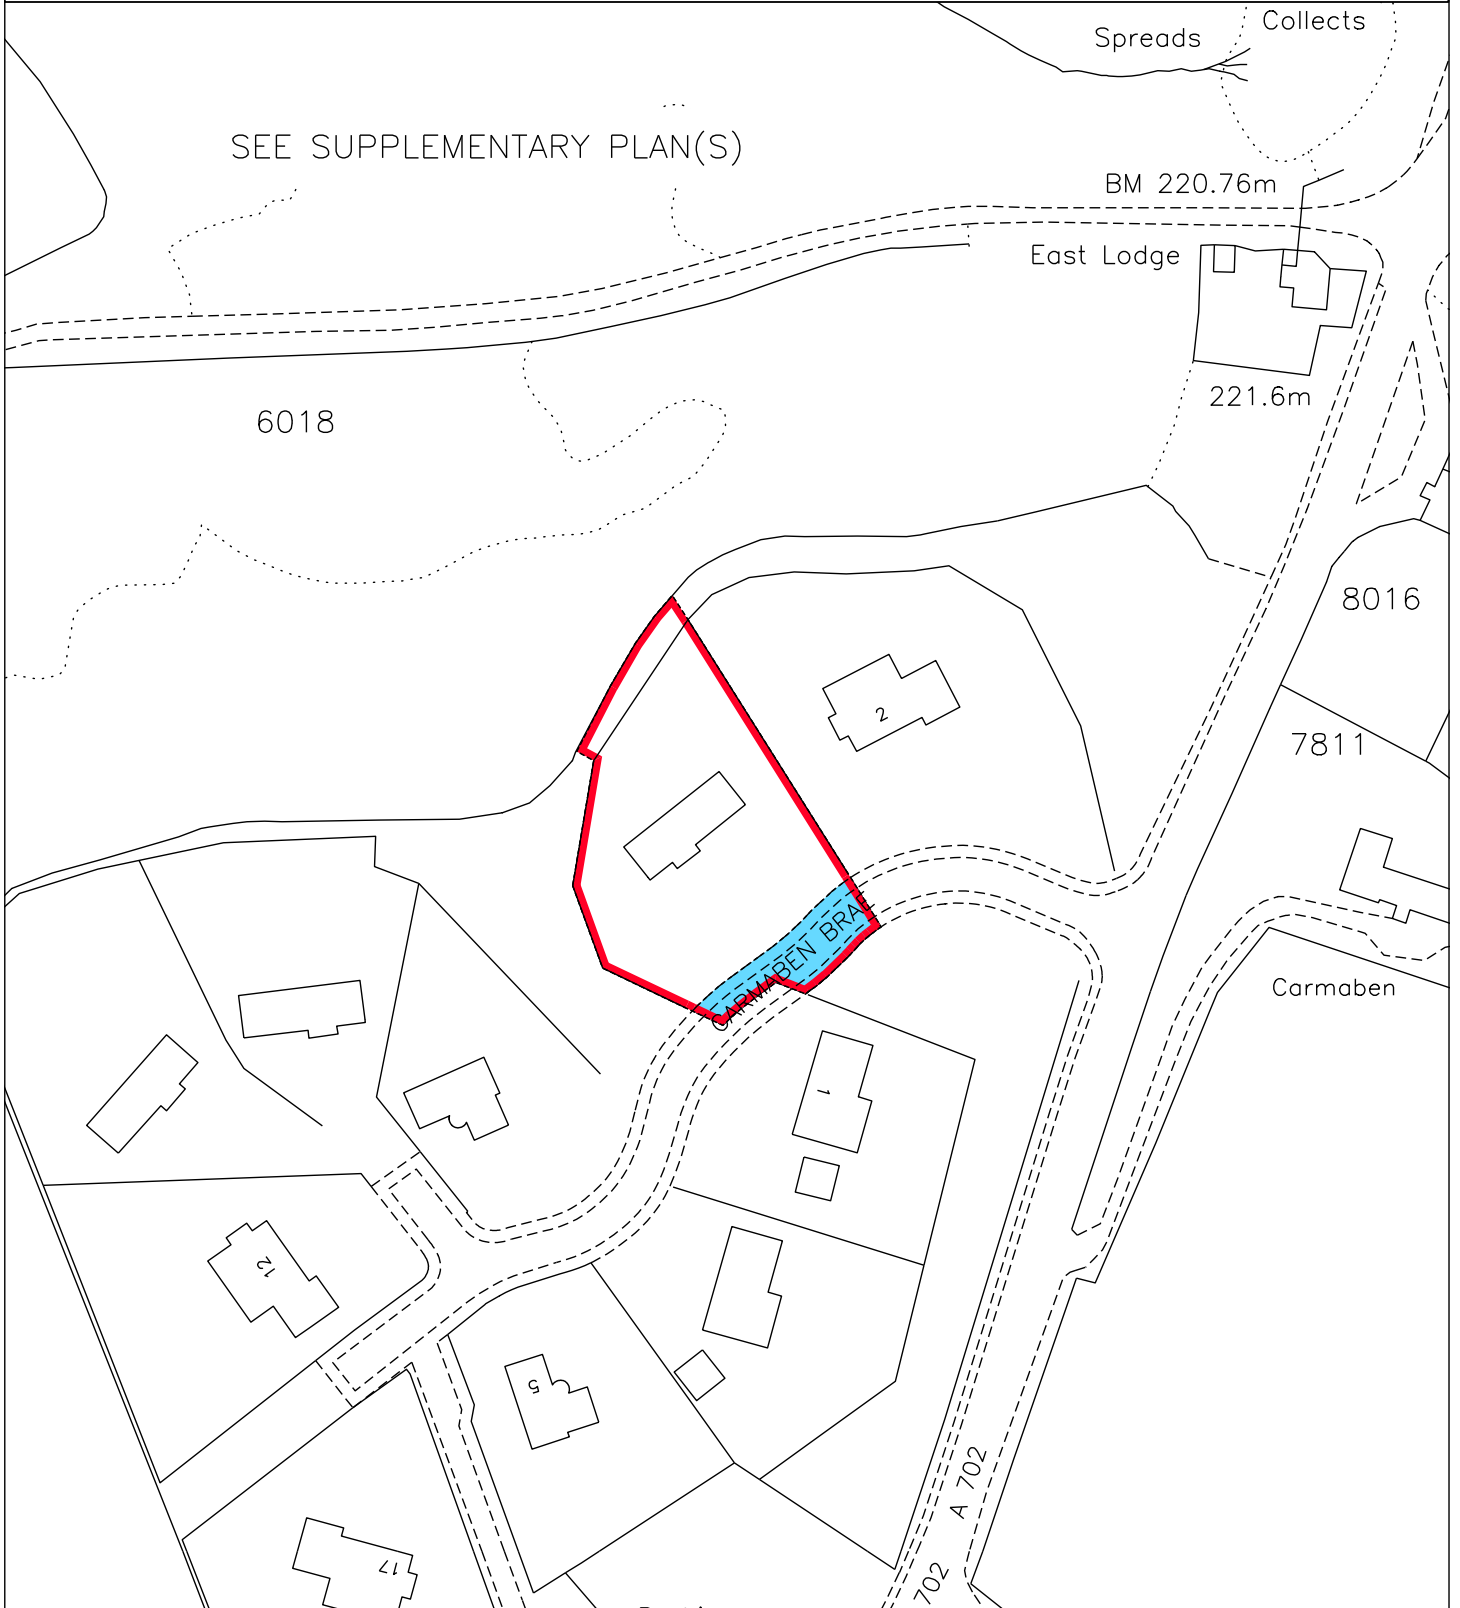 Collects
Spreads
SEE SUPPLEMENTARY PLAN(S)
BM 220.76m
East Lodge
221.6m
6018
8016
2
7811
CARMABEN BRAE
Carmaben
1
12
5
A 702
17
702